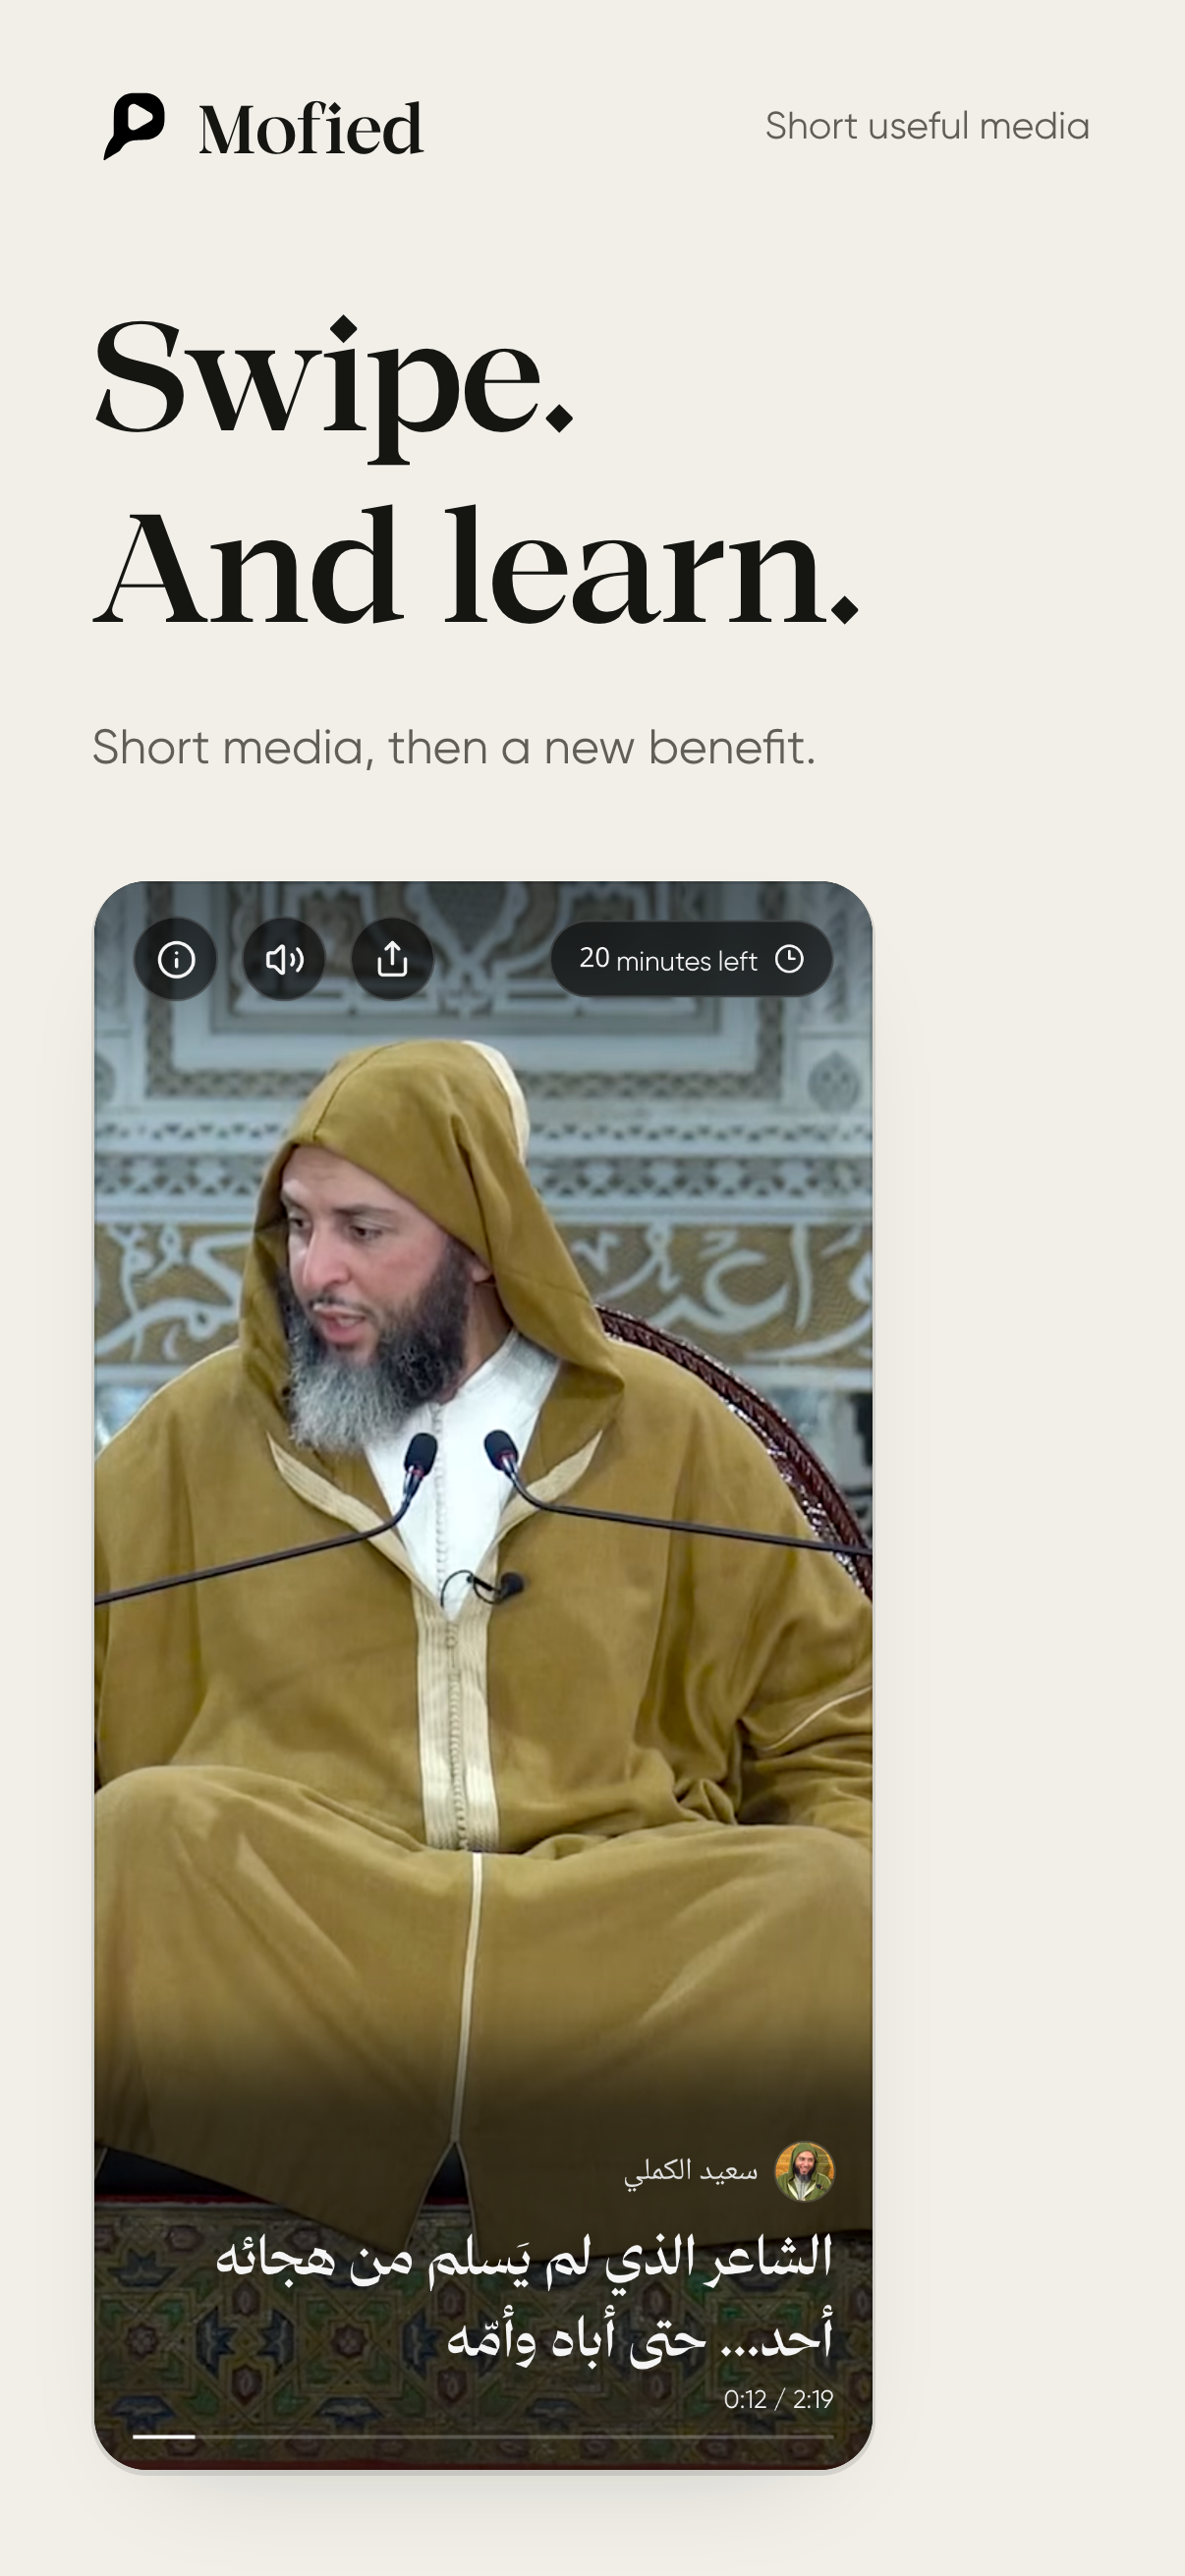 Mofied
Short useful media
Swipe.
And learn.
Short media, then a new benefit.
20 minutes left
سعيد الكملي
الشاعر الذي لم يَسلم من هجائه
أحد... حتى أباه وأمّه
0:12 / 2:19